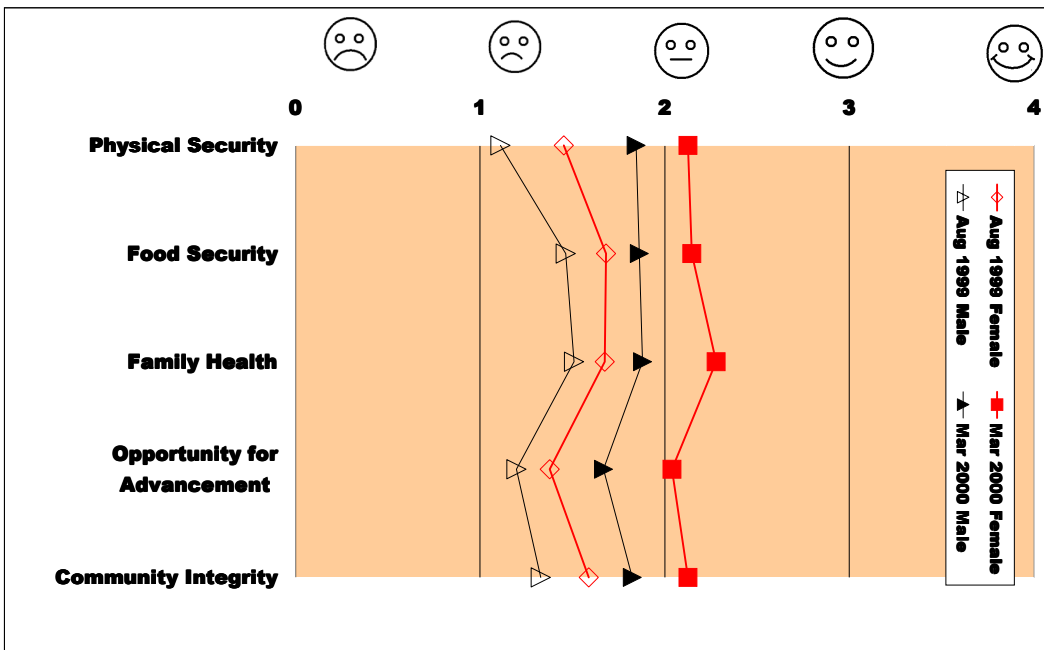 0 1 2 3 4
Physical Security
Food Security
Family Health
Opportunity for
Advancement
Community Integrity
Aug 1999 Female Mar 2000 Female
Aug 1999 Male Mar 2000 Male